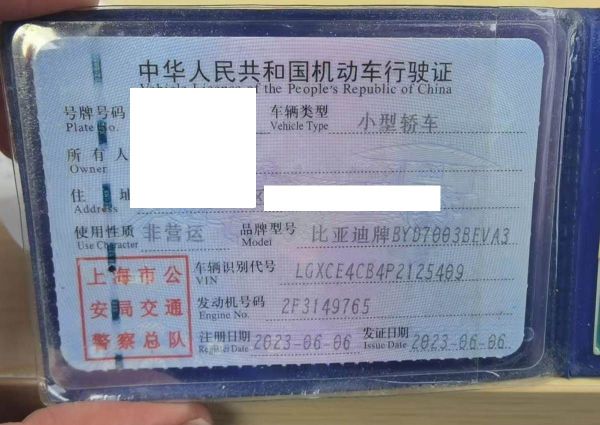 中华人民共和国机动车行驶证
Vehicle License of the People's Republic of China
号牌号码 车辆类型 小型轿车
Plate No. Vehicle Type
所有人
Owner
住址
Address
使用性质 非营运 品牌型号 比亚迪牌BYD7003BEVA3
Use Character Model
上海市公安局交通警察总队
车辆识别代号 LGXCE4CB4P2125409
VIN
发动机号码 2F3149765
Engine No.
注册日期 2023-06-06 发证日期 2023-06-06
Register Date Issue Date